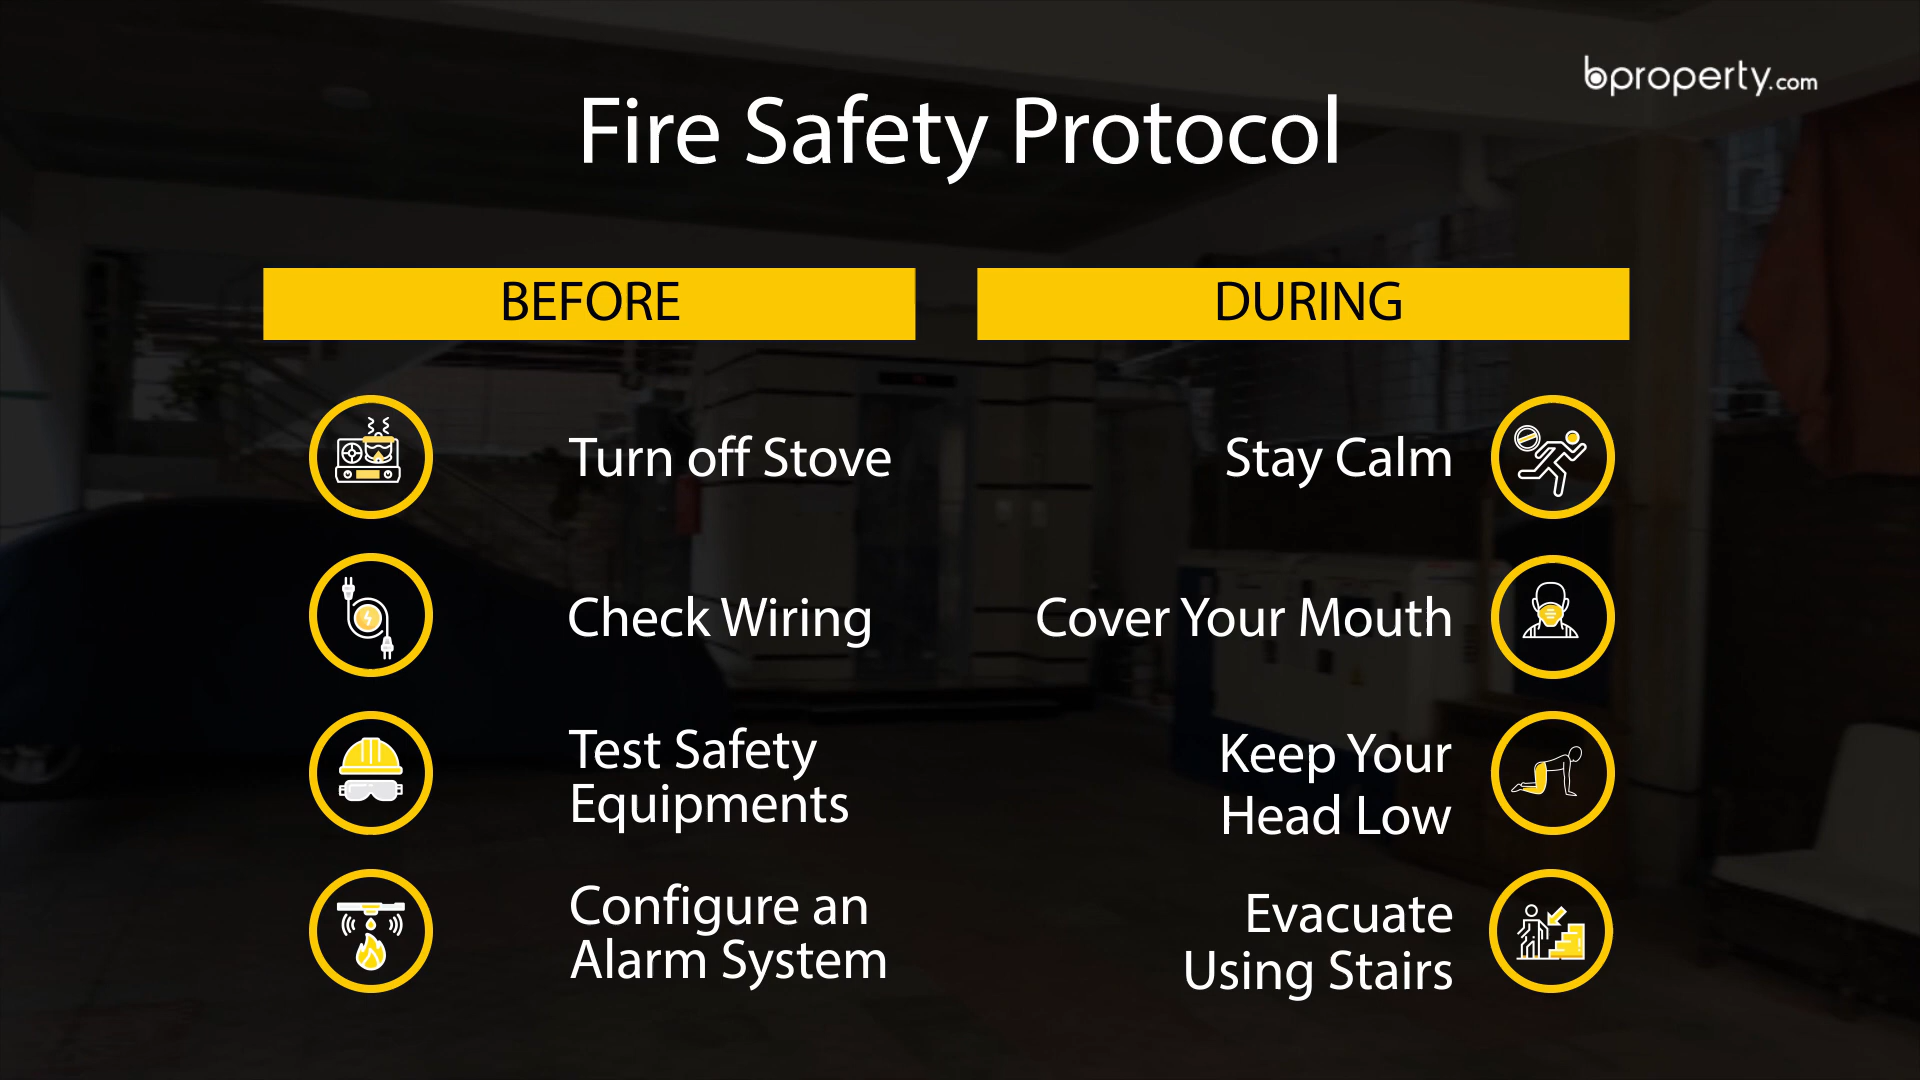 bproperty.com
Fire Safety Protocol
BEFORE
Turn off Stove
Check Wiring
Test Safety
Equipments
Configure an
Alarm System
DURING
Stay Calm
Cover Your Mouth
Keep Your
Head Low
Evacuate
Using Stairs